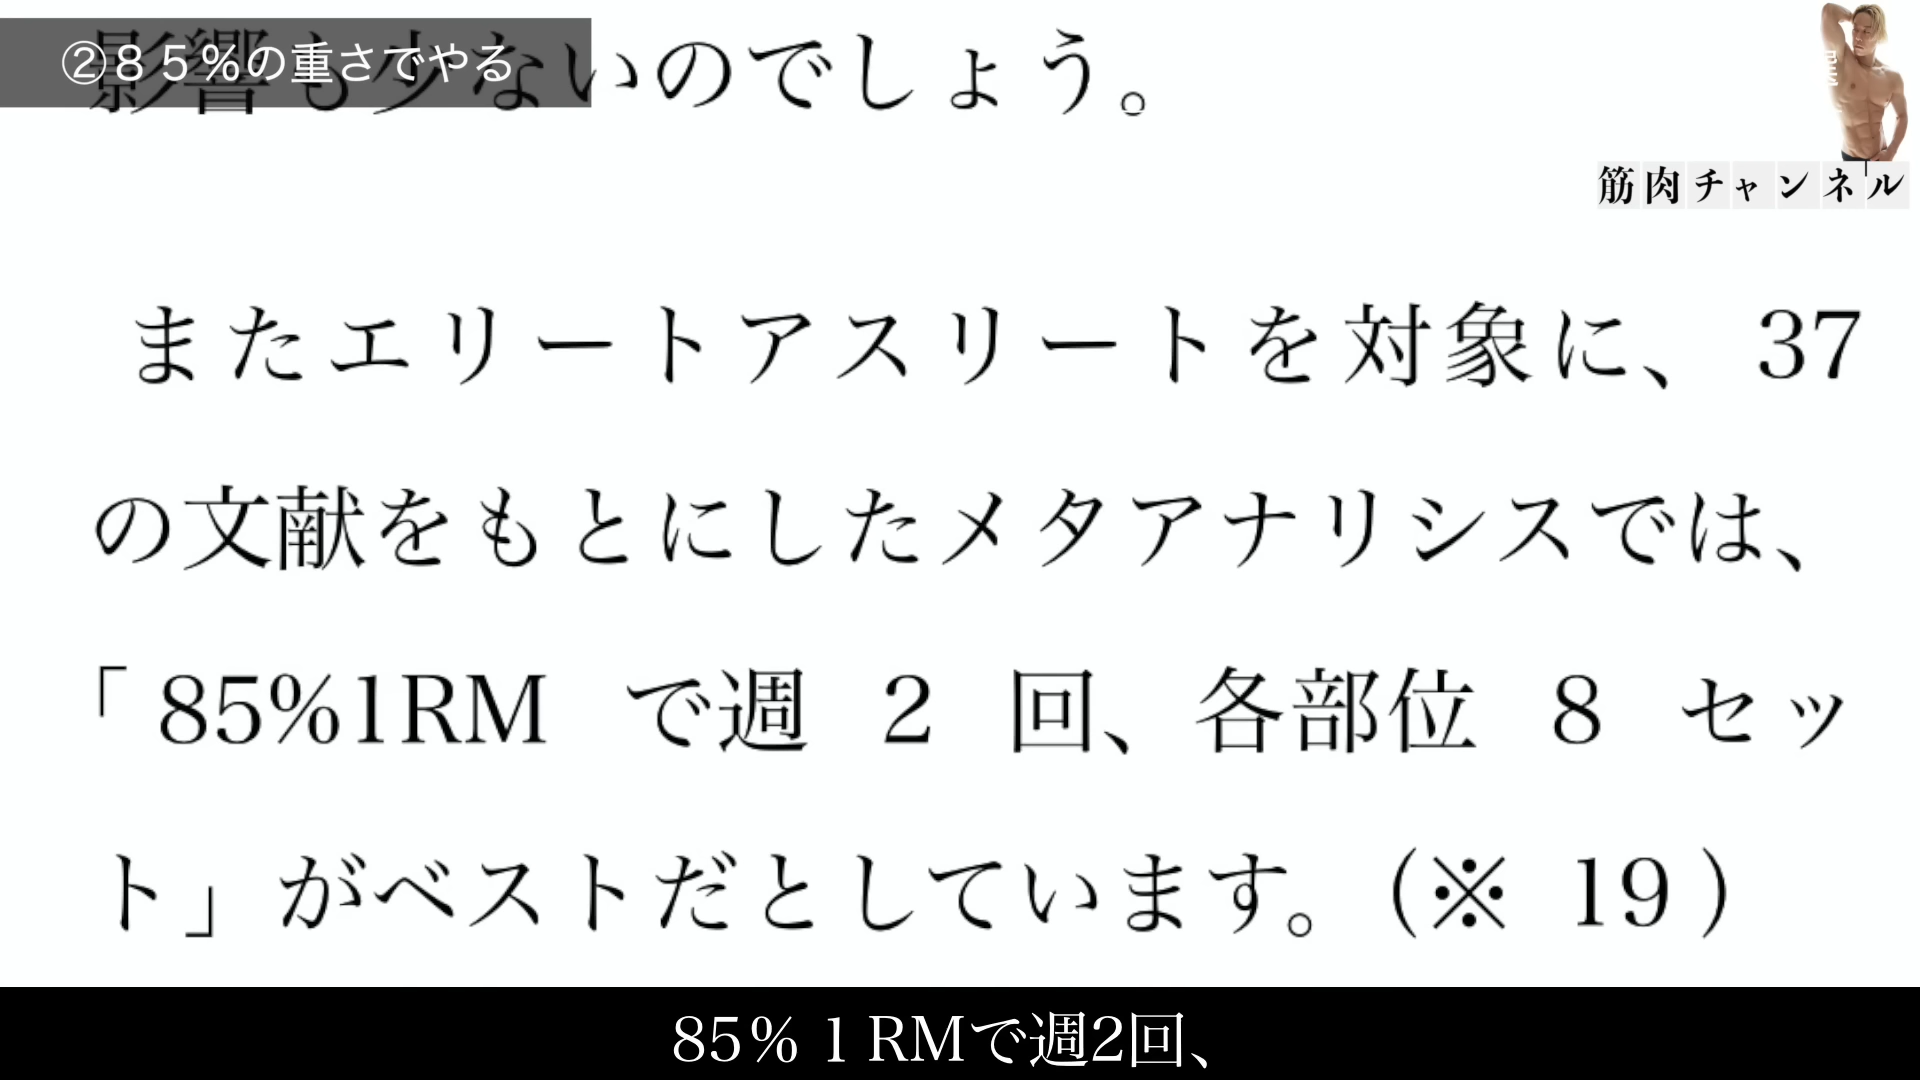 ②８５％の重さでやる
影響も少ないのでしょう。
筋肉チャンネル
またエリートアスリートを対象に、37
の文献をもとにしたメタアナリシスでは、
「85%1RM で週 2 回、各部位 8 セッ
ト」がベストだとしています。(※ 19)
85％１RMで週2回、